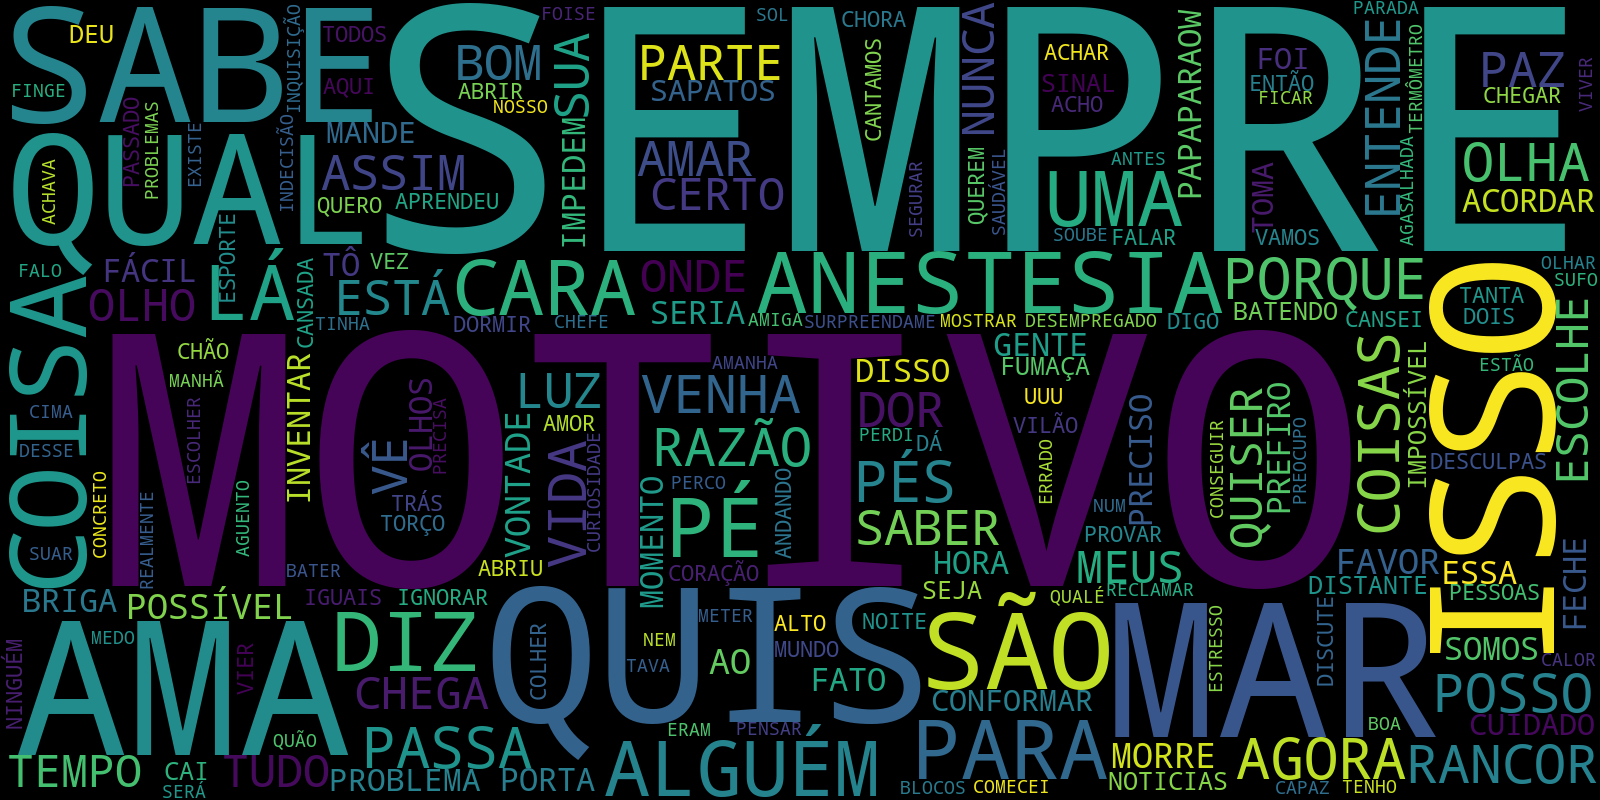 SABE
SEMPRE
QUAL
MOTIVO
ISSO
QUIS
AMA
MAR
SÃO
COISA
ANESTESIA
CARA
UMA
PARA
ALGUÉM
DIZ
PÉ
LÁ
DEU
TODOS
INQUISIÇÃO
FINGE
AQUI
BOM
ABRIR
NOSSO
FOISE
SUA
PARTE
SAPATOS
SOL
CHORA
CANTAMOS
NUNCA
ACHAR
SINAL
ACHO
PAPAPARAOW
FOI
ENTÃO
FICAR
PARADA
ENTENDE
TERMÔMETRO
PAZ
CHEGAR
VIVER
PASSADO
PROBLEMAS
EXISTE
INDECISÃO
MANDE
ASSIM
QUERO
APRENDEU
IMPEDEM
AMAR
CERTO
SEGURAR
QUEREM
SAUDÁVEL
ANTES
SOUBE
FALAR
TOMA
VAMOS
AGASALHADA
OLHA
ACORDAR
ACHAVA
FALO
FÁCIL
OLHO
ESPORTE
CANSADA
TÔ
VEZ
ESTÁ
TINHA
DORMIR
CHEFE
ONDE
SERIA
AMIGA
SURPREENDAME
MOSTRAR
DESEMPREGADO
DIGO
PORQUE
BATENDO
CANSEI
TANTA
DOIS
OLHAR
SUFO
ESCOLHE
ESTÃO
CHÃO
MANHÃ
ESCOLHER
INVENTAR
VÊ
OLHOS
PRECISA
TRÁS
TORÇO
LUZ
AMOR
VONTADE
VIDA
CURIOSIDADE
AMANHA
VENHA
RAZÃO
PERCO
MOMENTO
CORAÇÃO
ANDANDO
DISSO
DOR
PERDI
DÁ
PÉS
SABER
GENTE
FUMAÇA
UUU
VILÃO
ERRADO
NUM
PRECISO
PROVAR
HORA
MEUS
CONSEGUIR
QUISER
PREFIRO
PREOCUPO
COISAS
IMPOSSÍVEL
DESCULPAS
CIMA
DESSE
SUAR
CONCRETO
REALMENTE
AGUENTO
BATER
ABRIU
BRIGA
POSSÍVEL
IGUAIS
IGNORAR
SEJA
QUALÉ
RECLAMAR
FAVOR
DISTANTE
ESSA
PESSOAS
FECHE
NINGUÉM
MEDO
VIER
CHEGA
COLHER
METER
NEM
TAVA
AO
ALTO
MUNDO
NOITE
FATO
CONFORMAR
ESTRESSO
DISCUTE
SOMOS
CALOR
POSSO
CUIDADO
QUÃO
PASSA
ERAM
PENSAR
BOA
TEMPO
CAI
SERÁ
TUDO
PROBLEMA
PORTA
BLOCOS
COMECEI
MORRE
NOTICIAS
AGORA
CAPAZ
TENHO
RANCOR